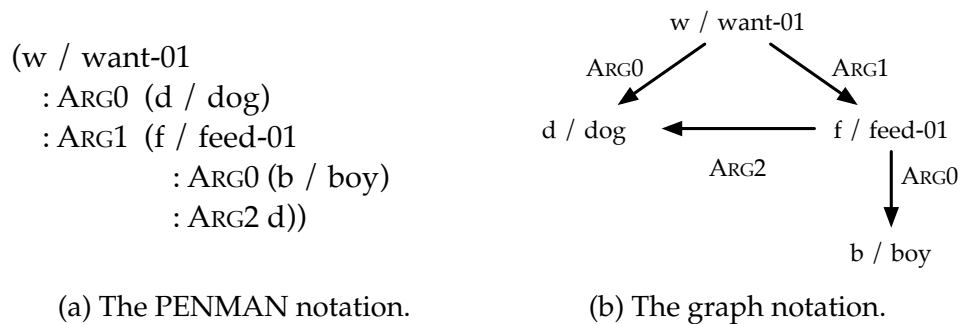 (w / want-01
: ARG0 (d / dog)
: ARG1 (f / feed-01
: ARG0 (b / boy)
: ARG2 d))
(a) The PENMAN notation.
w / want-01
ARG0
ARG1
d / dog
f / feed-01
ARG2
ARG0
b / boy
(b) The graph notation.